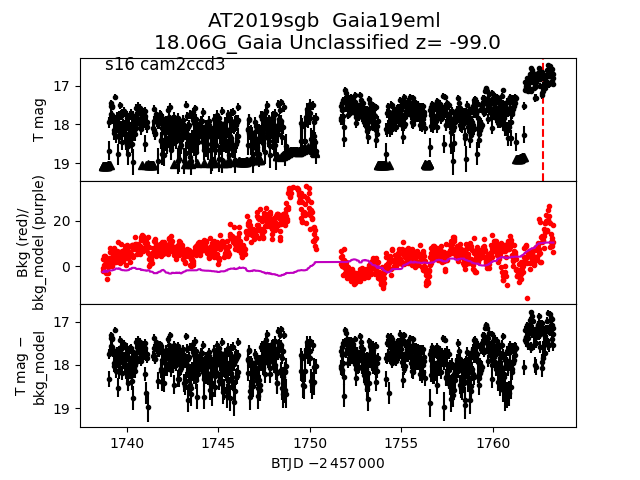 AT2019sgb  Gaia19eml
18.06G_Gaia Unclassified z= -99.0
s16 cam2ccd3
17
18
19
T mag
20
0
Bkg (red)/
bkg_model (purple)
17
18
19
T mag −
bkg_model
1740
1745
1750
1755
1760
BTJD −2 457 000